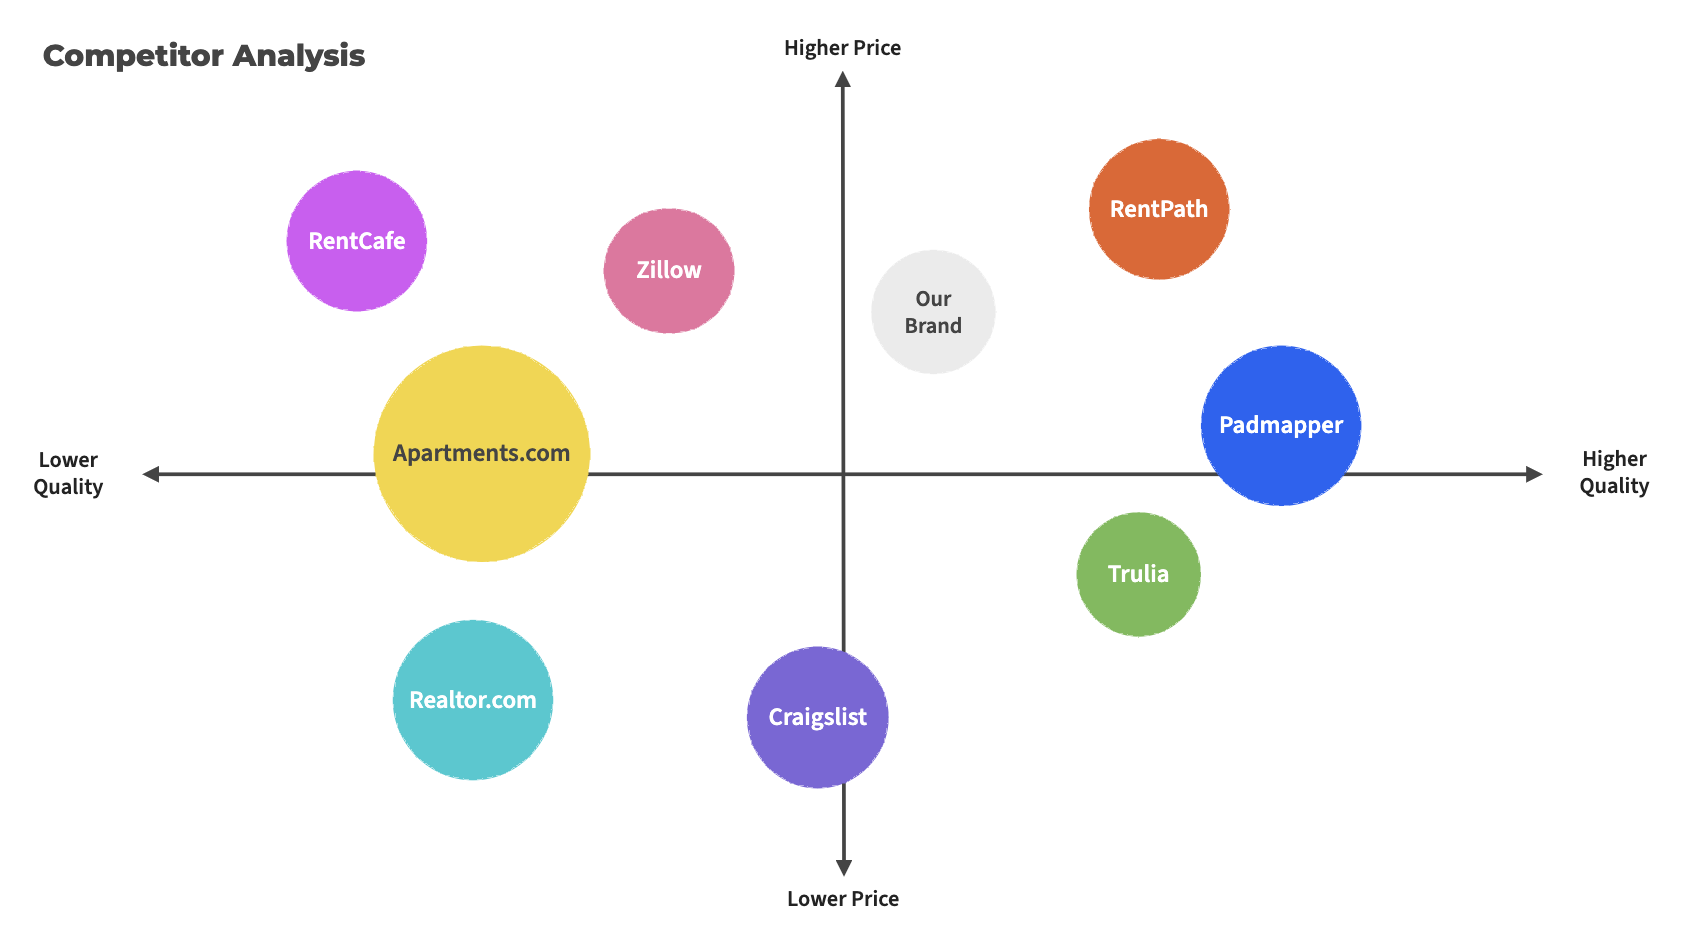 Competitor Analysis
Higher Price
RentPath
RentCafe
Zillow
Our
Brand
Padmapper
Apartments.com
Lower
Quality
Higher
Quality
Trulia
Realtor.com
Craigslist
Lower Price